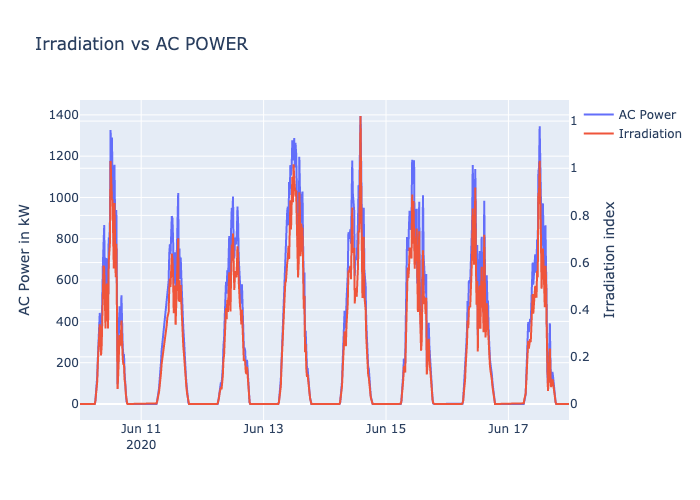 Irradiation vs AC POWER
AC Power
Irradiation
AC Power in kW
1400
1200
1000
800
600
400
200
0
1
1
0.8
0.6
0.4
0.2
0
Irradiation index
Jun 11
2020
Jun 13
Jun 15
Jun 17